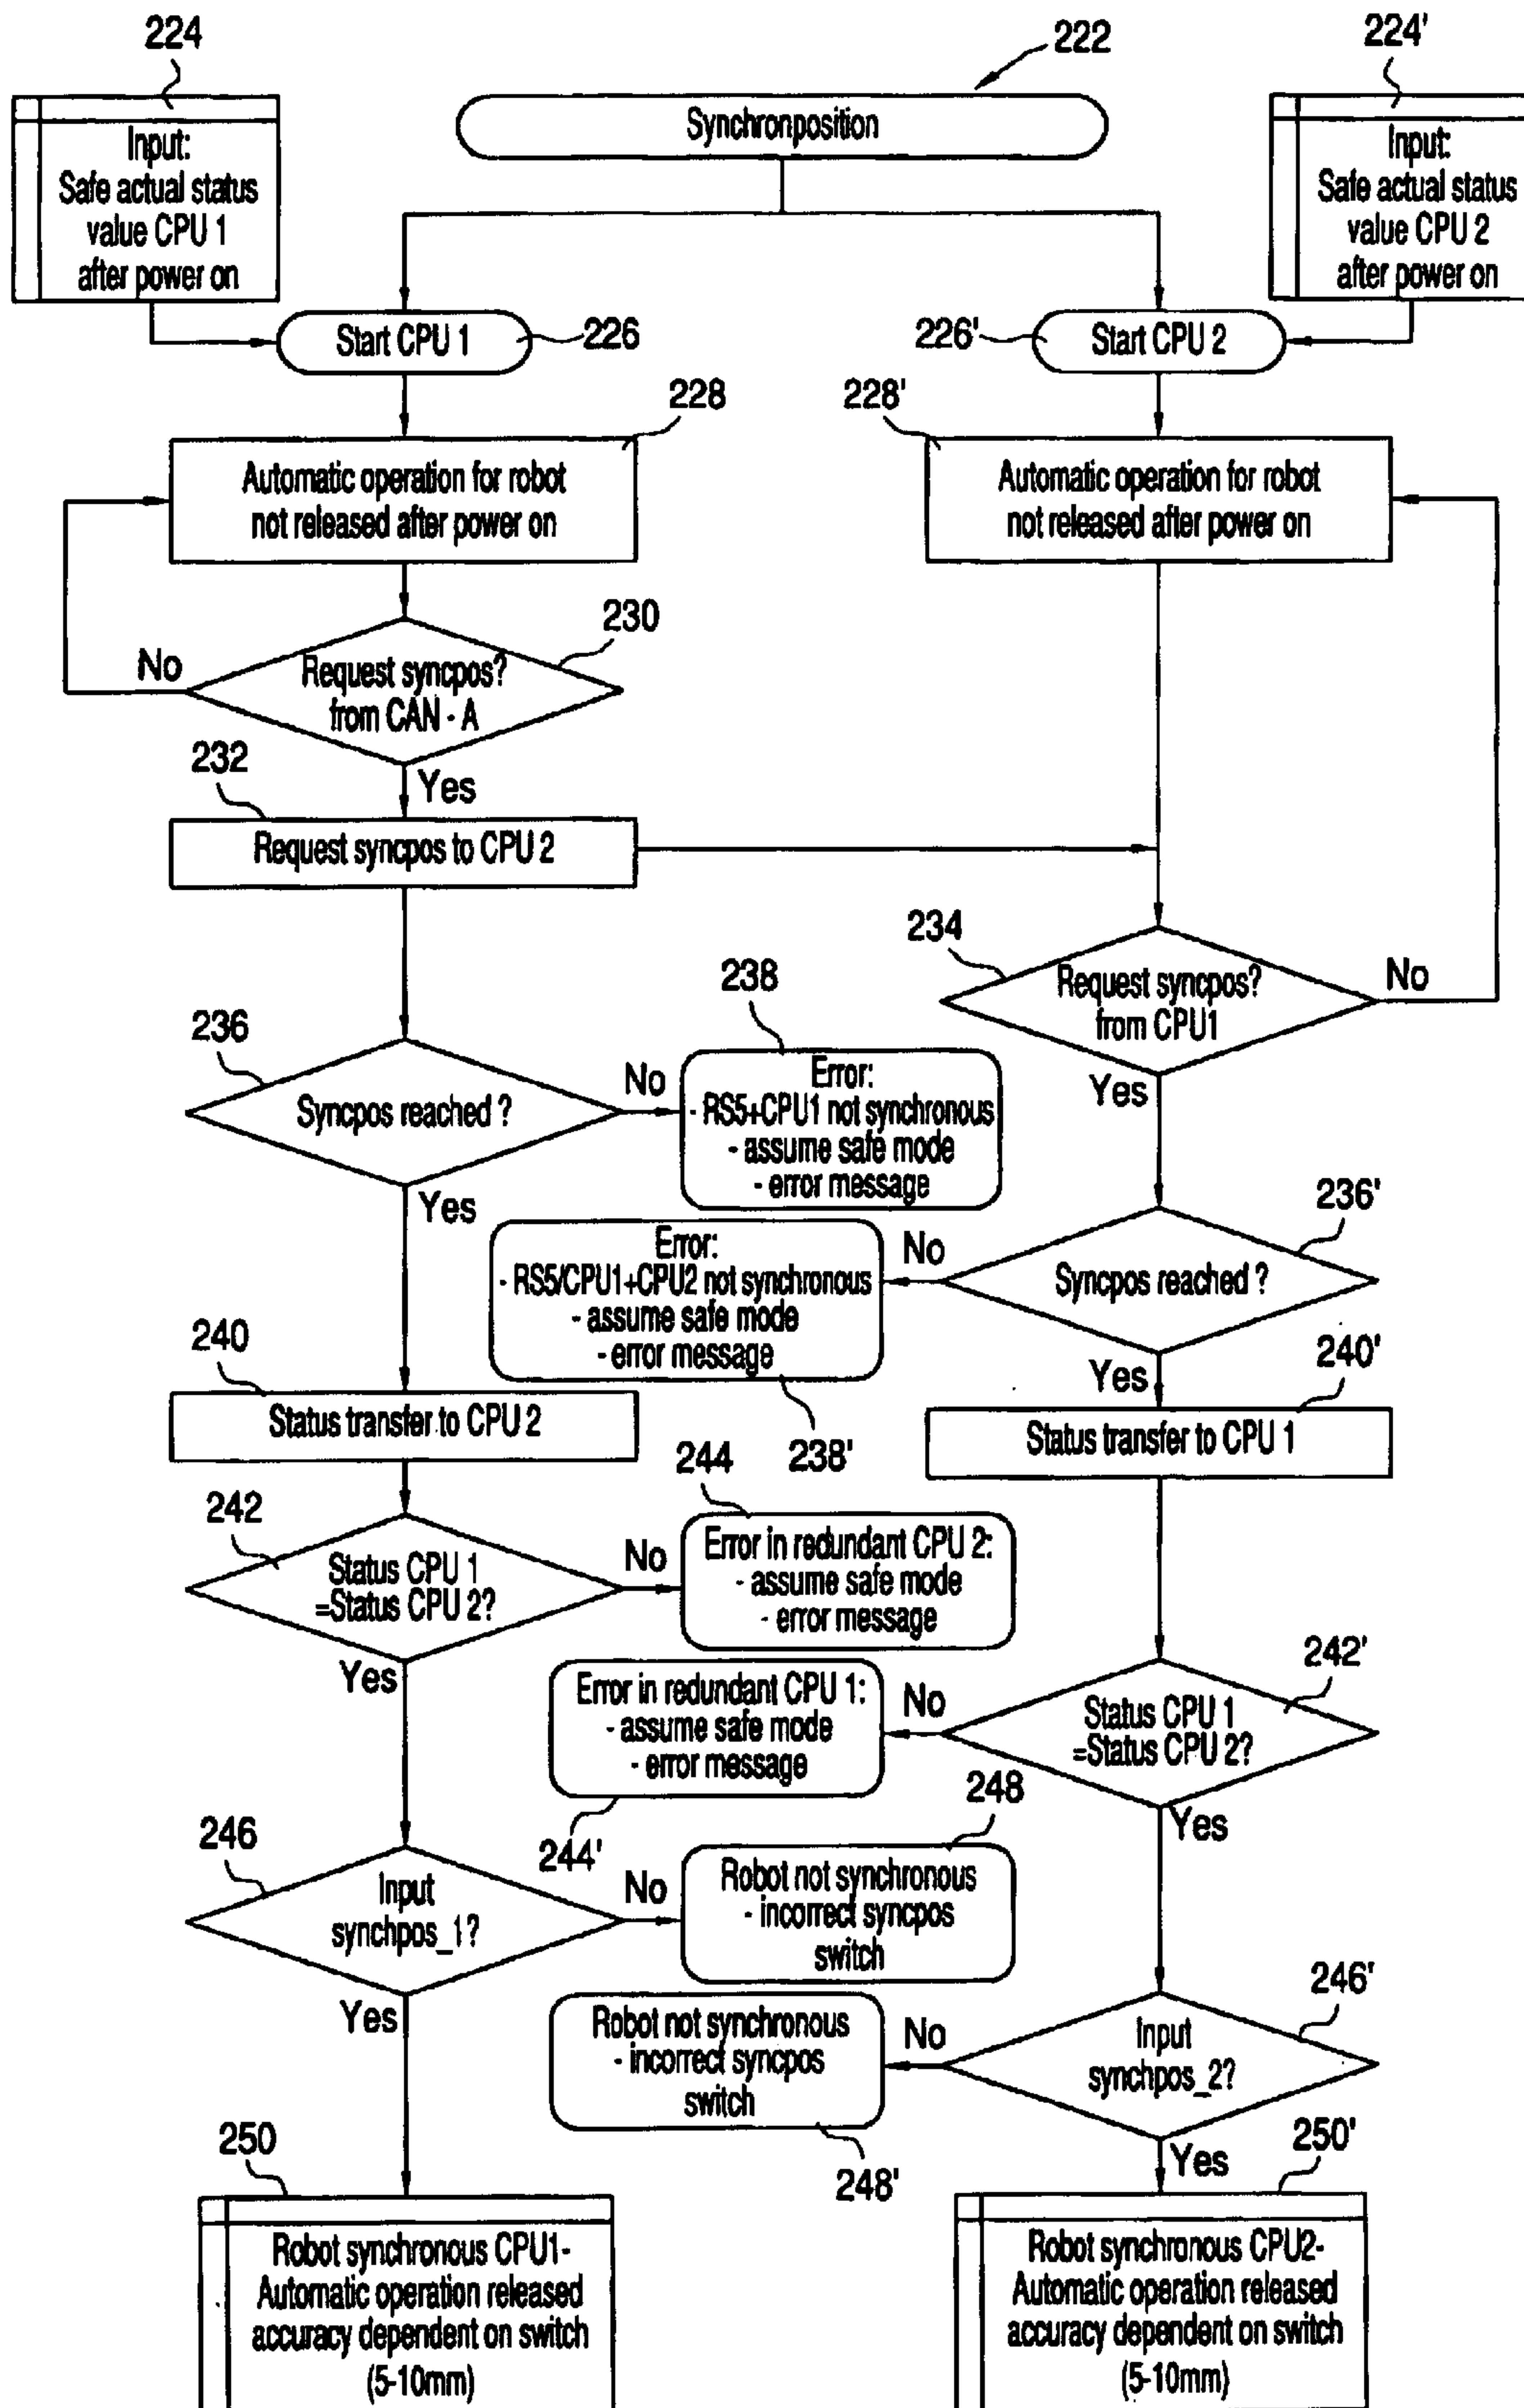 224
222
224'
Input:
Safe actual status
value CPU 1
after power on
Synchronposition
Input:
Safe actual status
value CPU 2
after power on
Start CPU 1
226
226'
Start CPU 2
228
228'
Automatic operation for robot
not released after power on
Automatic operation for robot
not released after power on
230
No
Request syncpos?
from CAN - A
232
Yes
Request syncpos to CPU 2
234
Request syncpos?
from CPU1
No
Yes
236
Syncpos reached ?
No
238
Error:
- RS5+CPU1 not synchronous
- assume safe mode
- error message
Yes
236'
Syncpos reached ?
No
Error:
- RS5/CPU1+CPU2 not synchronous
- assume safe mode
- error message
238'
Yes
240
Status transfer to CPU 2
240'
Status transfer to CPU 1
242
Status CPU 1
=Status CPU 2?
No
244
Error in redundant CPU 2:
- assume safe mode
- error message
Yes
242'
Status CPU 1
=Status CPU 2?
No
Error in redundant CPU 1:
- assume safe mode
- error message
244'
Yes
246
Input
synchpos_1?
No
248
Robot not synchronous
- incorrect syncpos
switch
Yes
246'
Input
synchpos_2?
No
Robot not synchronous
- incorrect syncpos
switch
248'
Yes
250
Robot synchronous CPU1-
Automatic operation released
accuracy dependent on switch
(5-10mm)
250'
Robot synchronous CPU2-
Automatic operation released
accuracy dependent on switch
(5-10mm)